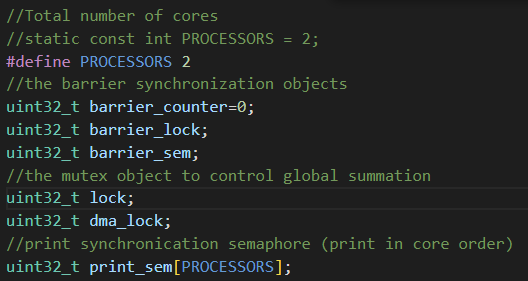 //Total number of cores
//static const int PROCESSORS = 2;
#define PROCESSORS 2
//the barrier synchronization objects
uint32_t barrier_counter=0;
uint32_t barrier_lock;
uint32_t barrier_sem;
//the mutex object to control global summation
uint32_t lock;
uint32_t dma_lock;
//print synchronication semaphore (print in core order)
uint32_t print_sem[PROCESSORS];